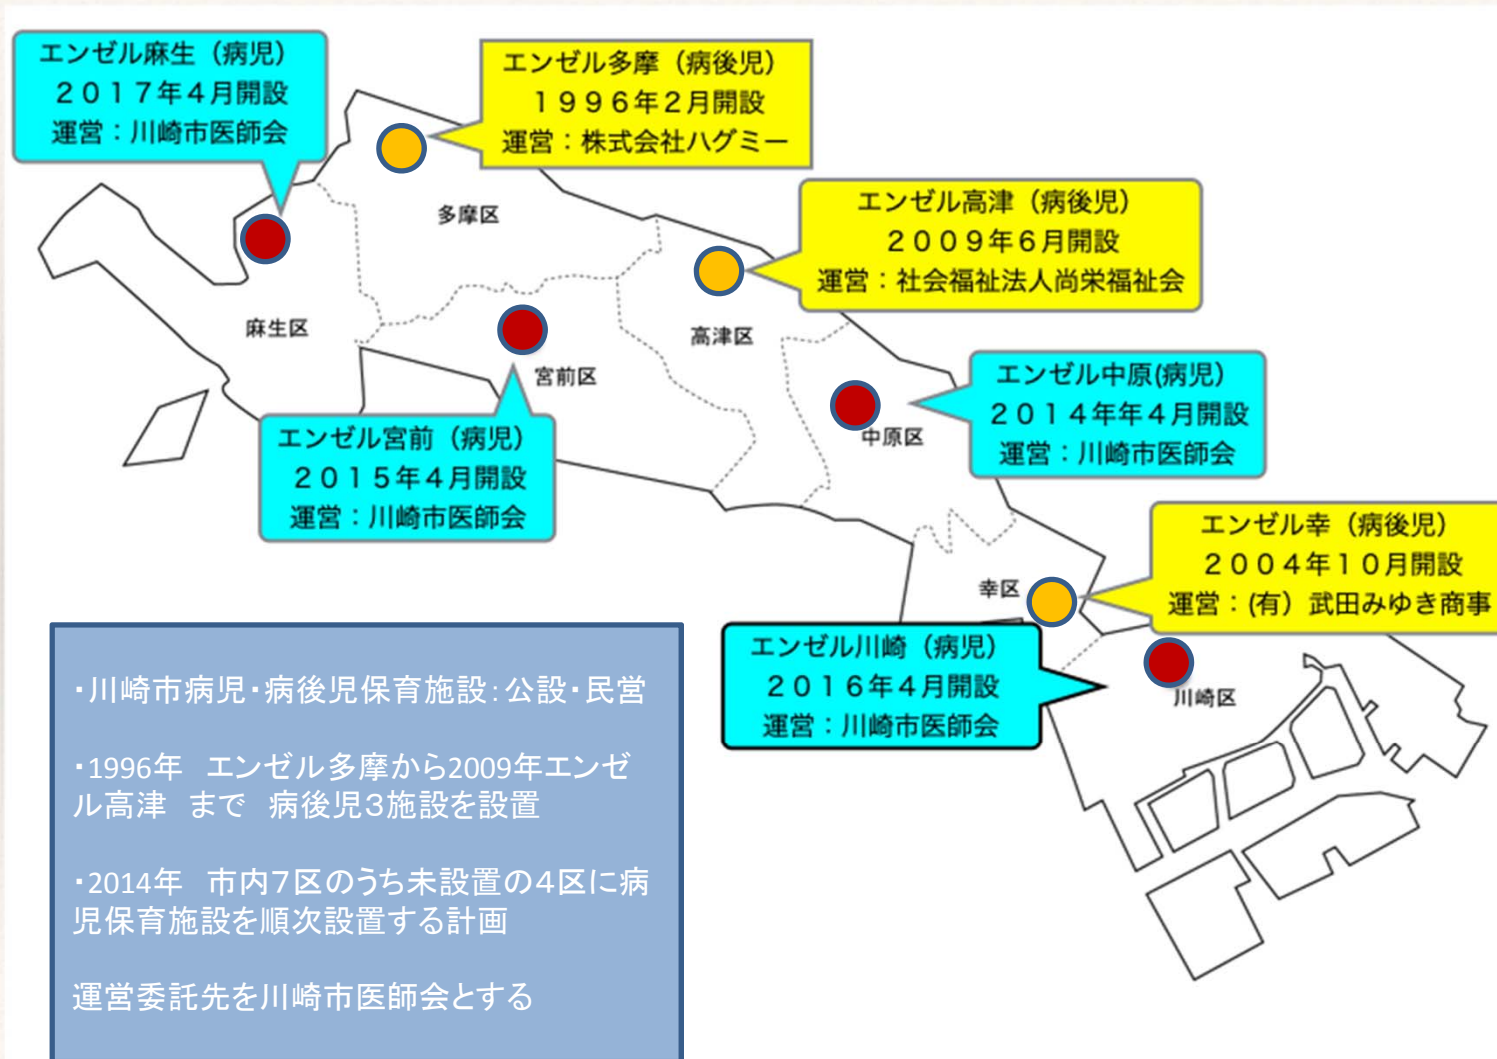 エンゼル麻生（病児）
２０１７年４月開設
運営：川崎市医師会
エンゼル多摩（病後児）
１９９６年２月開設
運営：株式会社ハグミー
多摩区
エンゼル高津（病後児）
２００９年６月開設
運営：社会福祉法人尚栄福祉会
麻生区
高津区
宮前区
エンゼル中原(病児）
２０１４年年４月開設
運営：川崎市医師会
中原区
エンゼル宮前（病児）
２０１５年４月開設
運営：川崎市医師会
エンゼル幸（病後児）
２００４年１０月開設
運営：(有）武田みゆき商事
幸区
エンゼル川崎（病児）
２０１６年４月開設
運営：川崎市医師会
川崎区
・川崎市病児・病後児保育施設：公設・民営
・1996年　エンゼル多摩から2009年エンゼ
ル高津　まで　病後児３施設を設置
・2014年　市内７区のうち未設置の４区に病
児保育施設を順次設置する計画
運営委託先を川崎市医師会とする